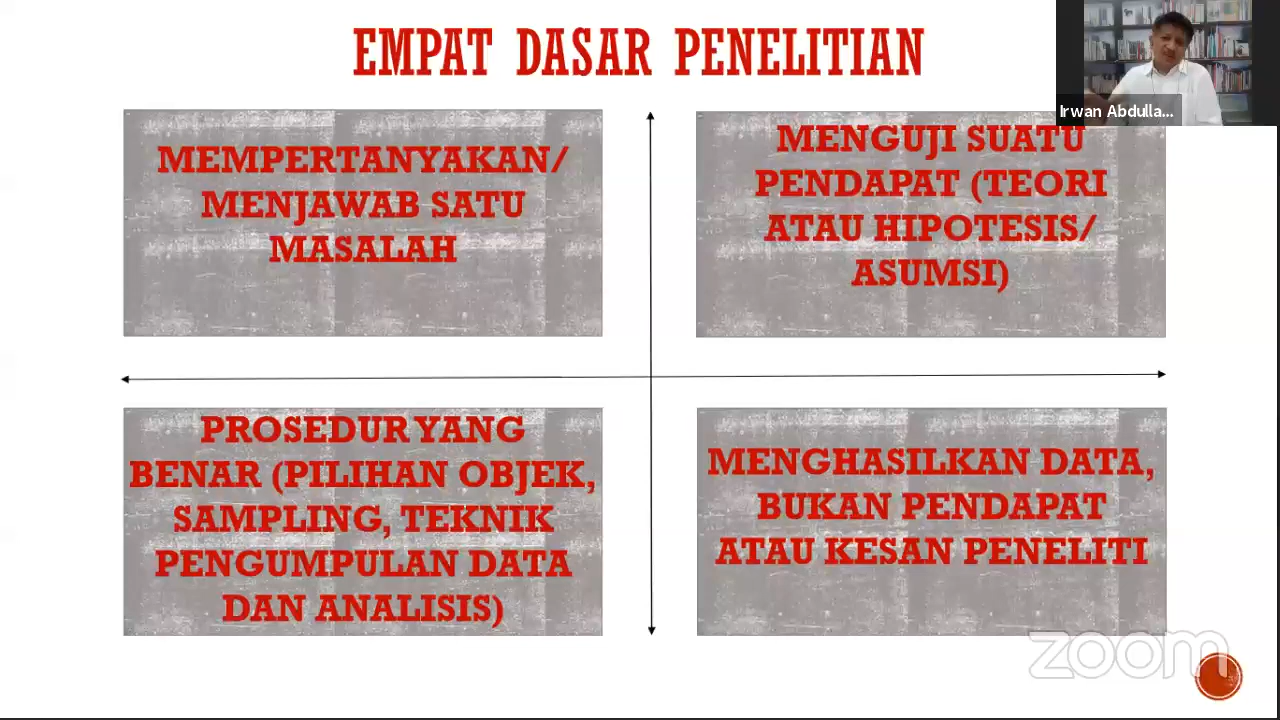 EMPAT DASAR PENELITIAN
Irwan Abdulla...
MEMPERTANYAKAN/
MENJAWAB SATU
MASALAH
MENGUJI SUATU
PENDAPAT (TEORI
ATAU HIPOTESIS/
ASUMSI)
PROSEDUR YANG
BENAR (PILIHAN OBJEK,
SAMPLING, TEKNIK
PENGUMPULAN DATA
DAN ANALISIS)
MENGHASILKAN DATA,
BUKAN PENDAPAT
ATAU KESAN PENELITI
zoom